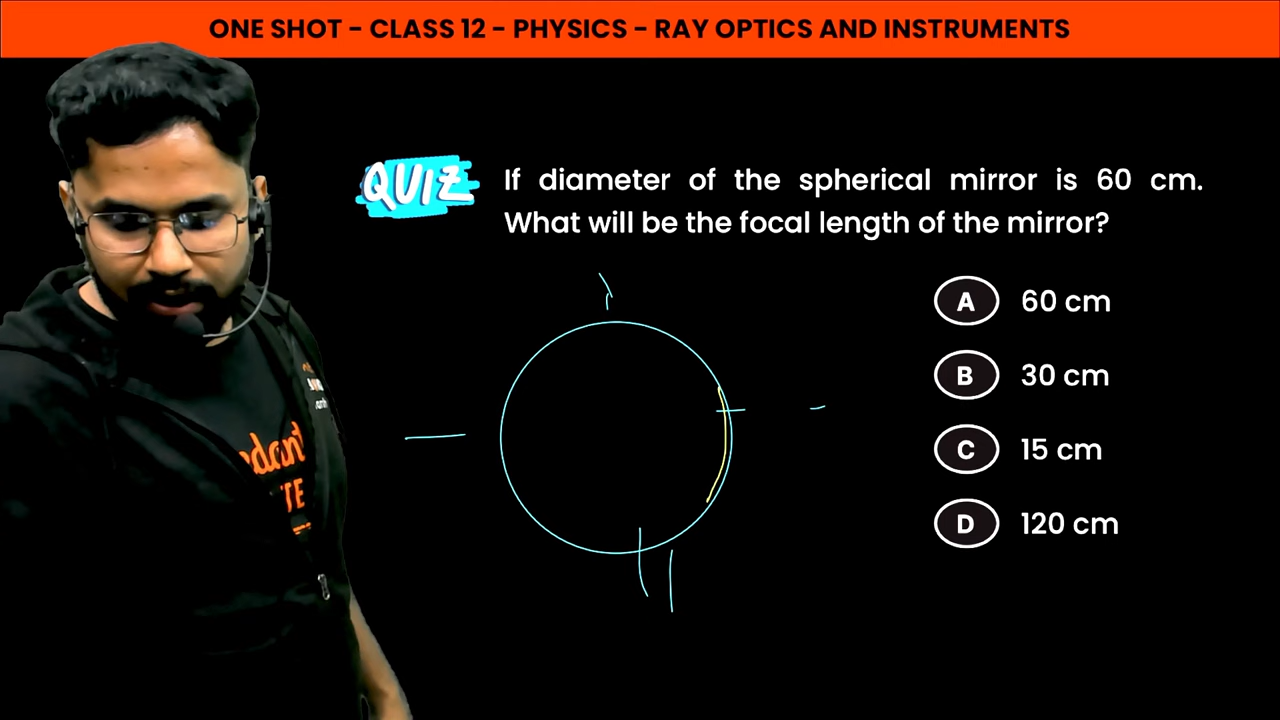 ONE SHOT - CLASS 12 - PHYSICS - RAY OPTICS AND INSTRUMENTS
QUIZ
If diameter of the spherical mirror is 60 cm.
What will be the focal length of the mirror?
A 60 cm
B 30 cm
C 15 cm
D 120 cm